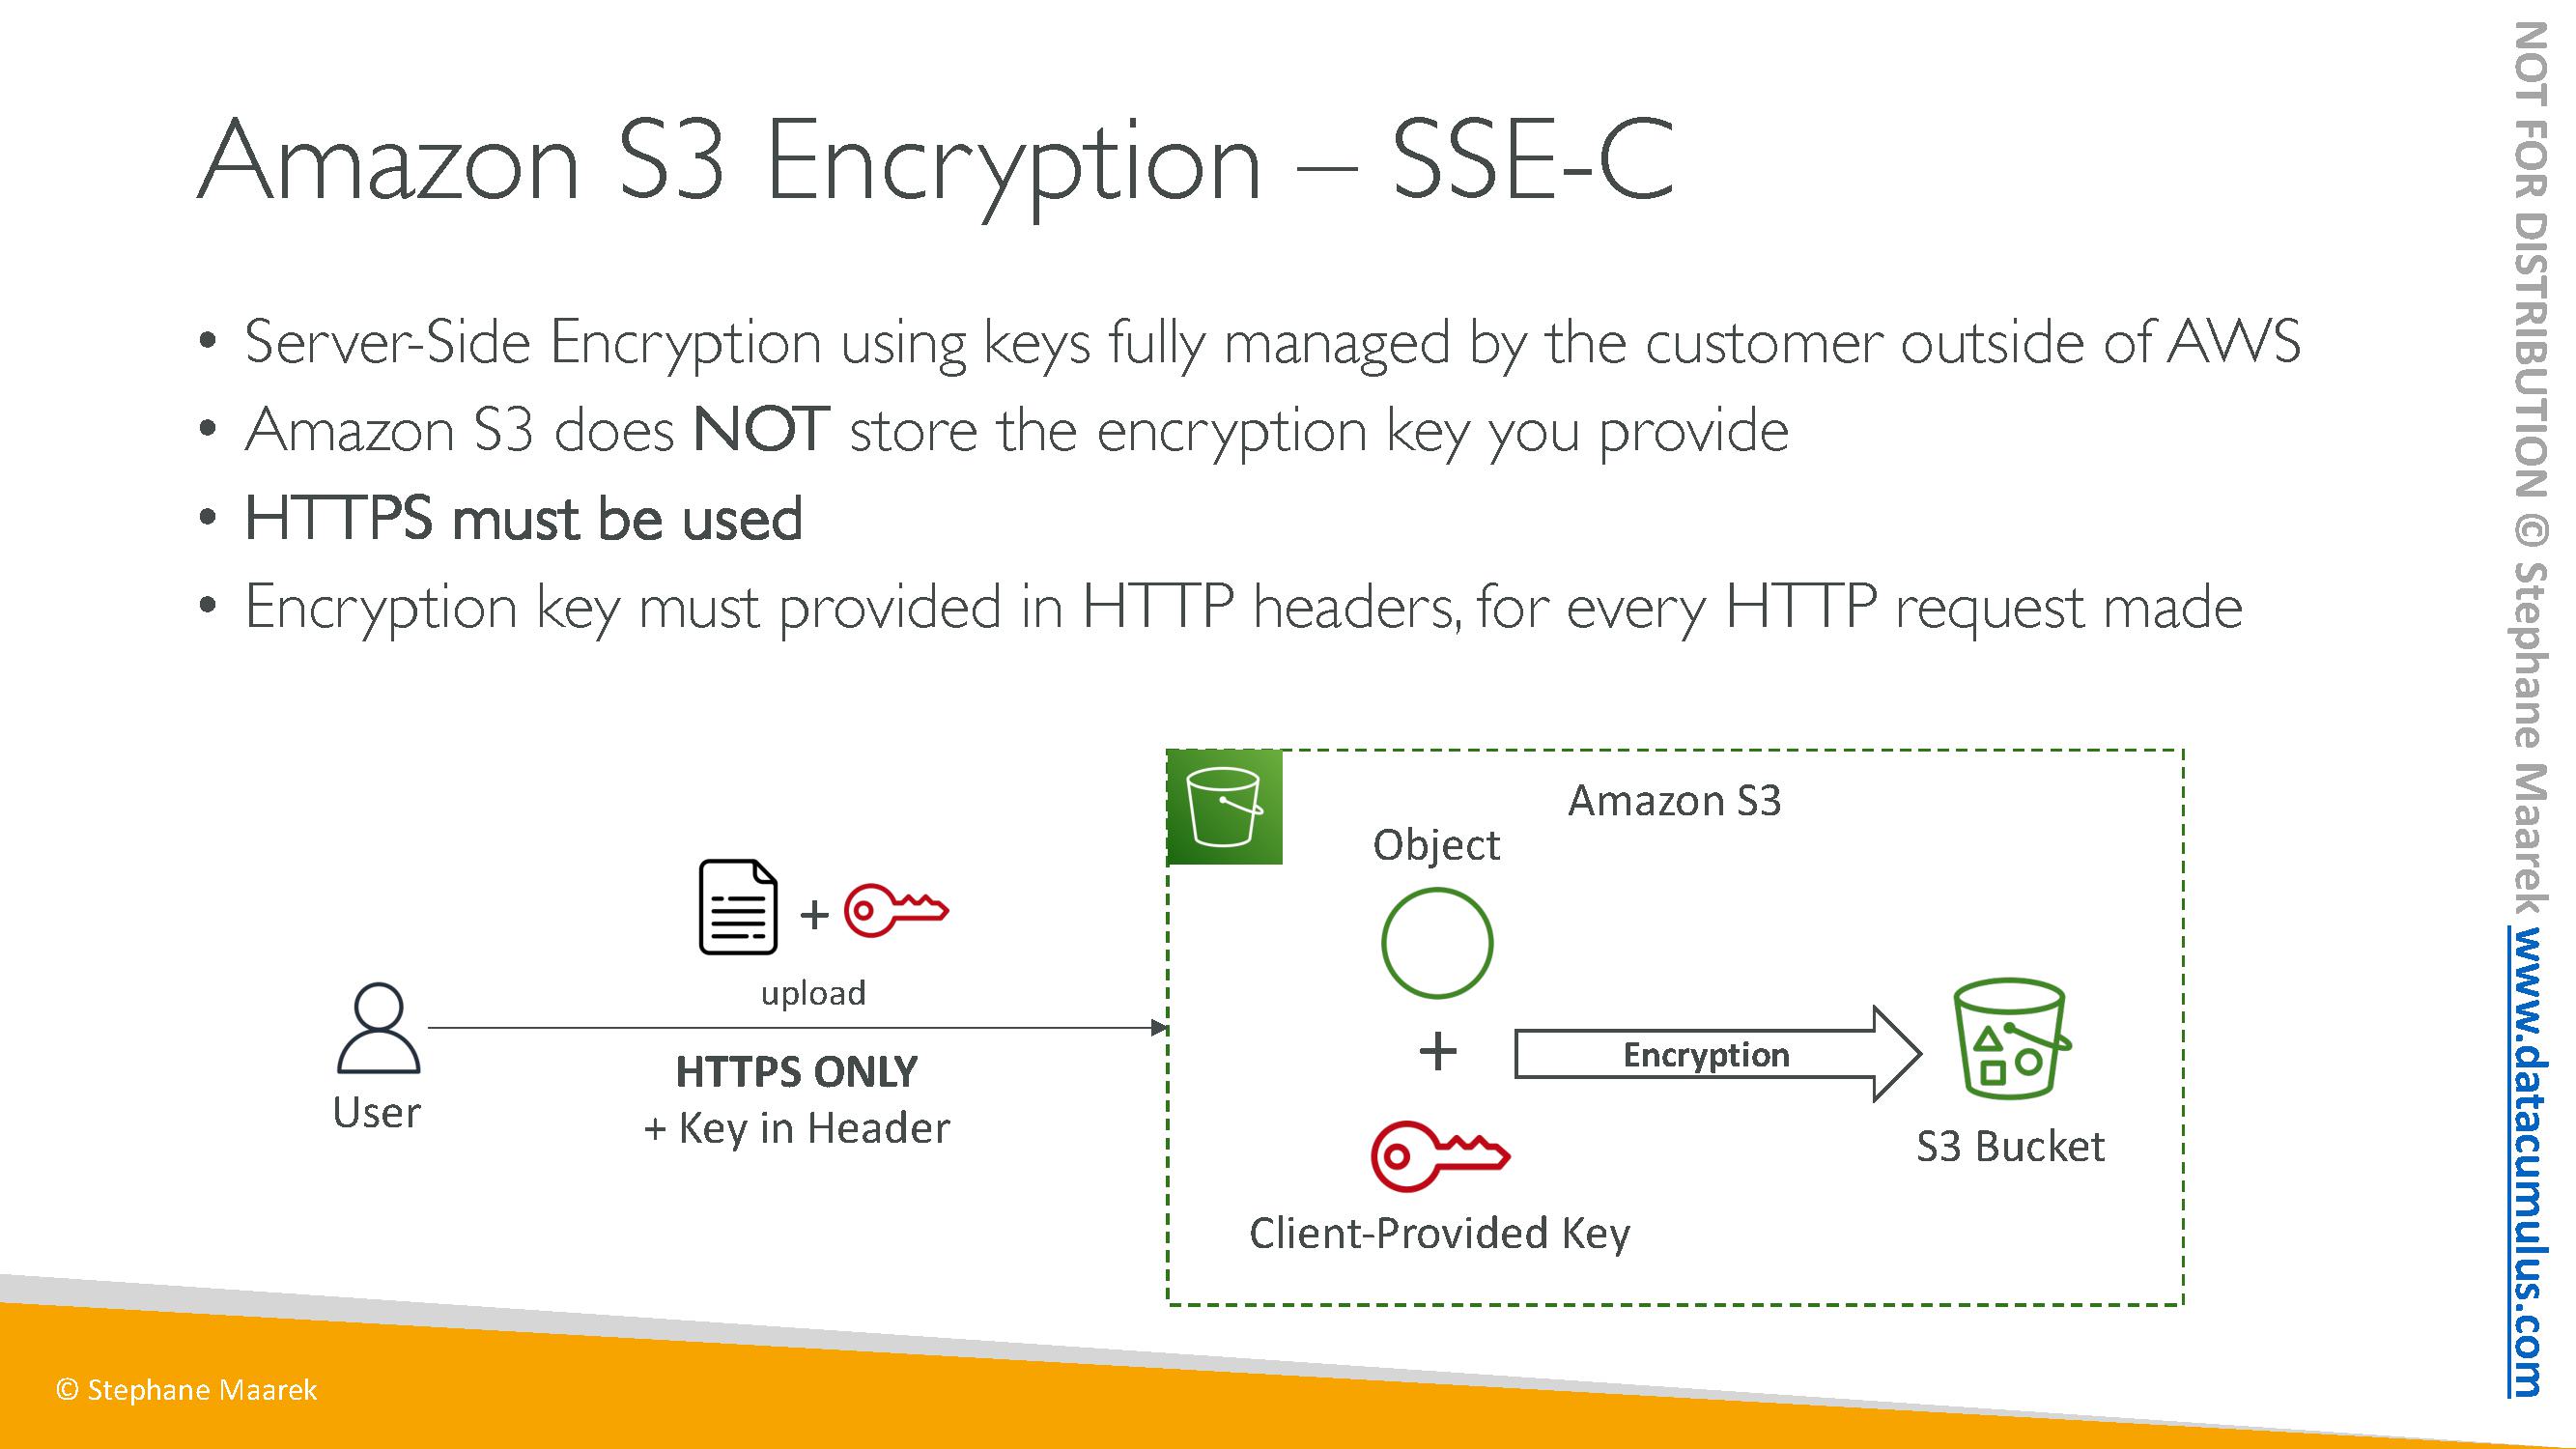 Amazon S3 Encryption – SSE-C
• Server-Side Encryption using keys fully managed by the customer outside of AWS
• Amazon S3 does NOT store the encryption key you provide
• HTTPS must be used
• Encryption key must provided in HTTP headers, for every HTTP request made
Amazon S3
Object
+
upload
HTTPS ONLY
+ Key in Header
User
+
Encryption
S3 Bucket
Client-Provided Key
© Stephane Maarek
NOT FOR DISTRIBUTION © Stephane Maarek www.datacumulus.com